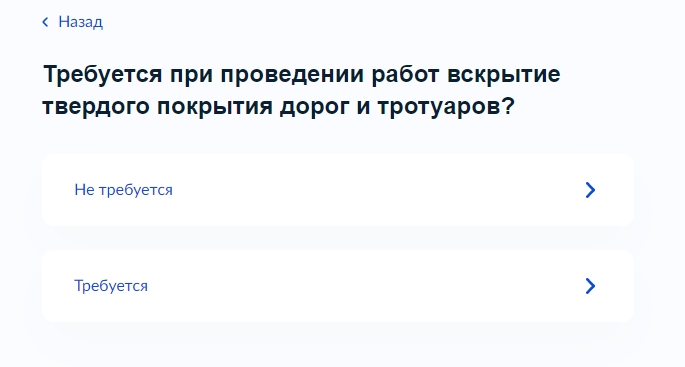 Назад
Требуется при проведении работ вскрытие
твердого покрытия дорог и тротуаров?
Не требуется
Требуется